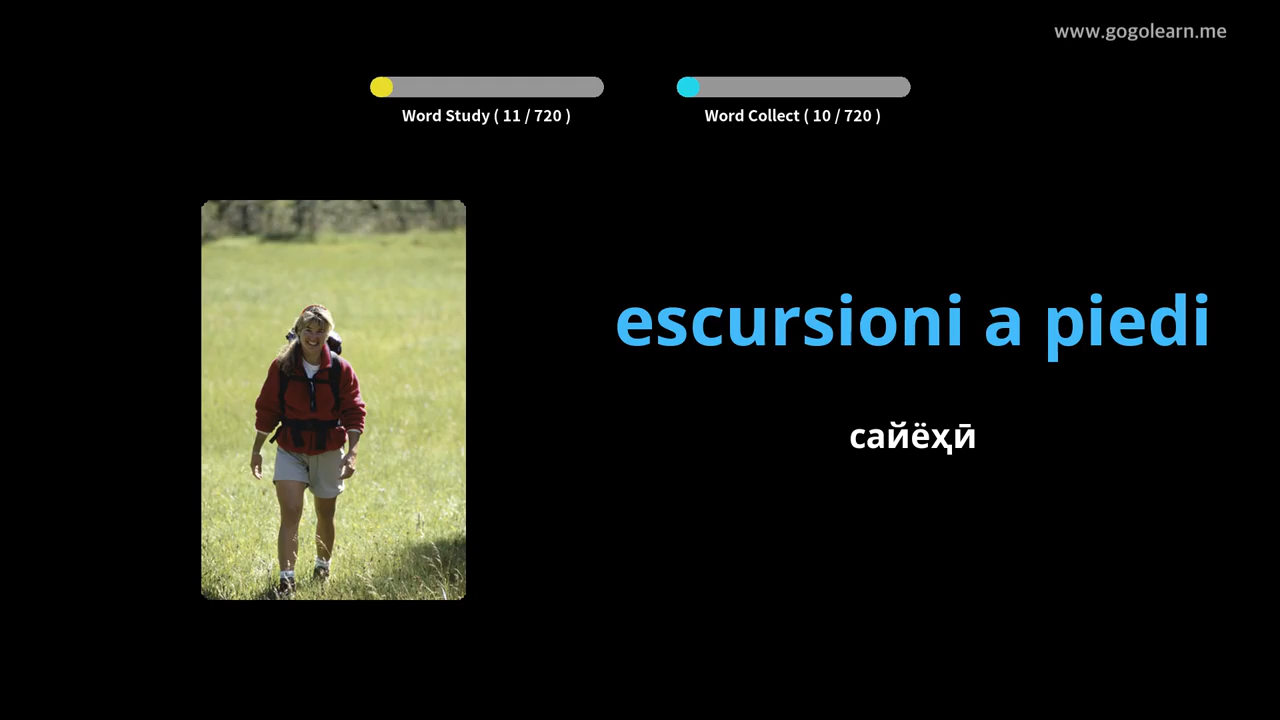 www.gogolearn.me
Word Study ( 11 / 720 )
Word Collect ( 10 / 720 )
escursioni a piedi
сайёҳӣ